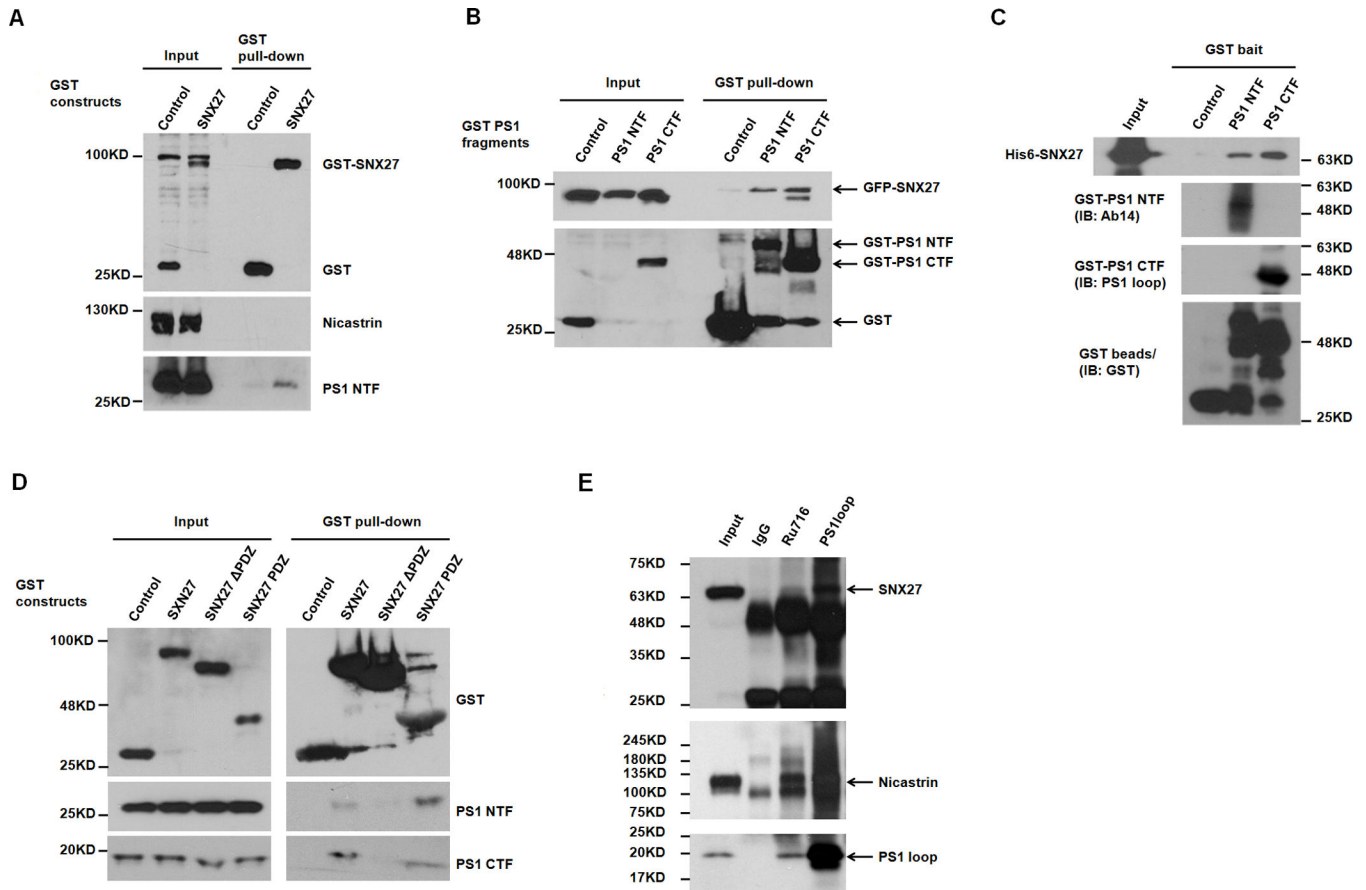 A
GST
pull-down
Input
GST
constructs
Control
SNX27
Control
SNX27
100KD
GST-SNX27
25KD
GST
130KD
Nicastrin
PS1 NTF
25KD
B
Input
GST pull-down
GST PS1
fragments
Control
PS1 NTF
PS1 CTF
Control
PS1 NTF
PS1 CTF
100KD
GFP-SNX27
GST-PS1 NTF
48KD
GST-PS1 CTF
25KD
GST
C
GST bait
Input
Control
PS1 NTF
PS1 CTF
His6-SNX27
63KD
63KD
GST-PS1 NTF
(IB: Ab14)
48KD
63KD
GST-PS1 CTF
(IB: PS1 loop)
48KD
48KD
GST beads/
(IB: GST)
25KD
D
Input
GST pull-down
GST
constructs
Control
SXN27
SNX27 ΔPDZ
SNX27 PDZ
Control
SXN27
SNX27 ΔPDZ
SNX27 PDZ
100KD
GST
48KD
25KD
25KD
PS1 NTF
20KD
PS1 CTF
E
Input
IgG
Ru716
PS1loop
75KD
63KD
SNX27
48KD
35KD
25KD
245KD
180KD
135KD
Nicastrin
100KD
75KD
25KD
20KD
PS1 loop
17KD